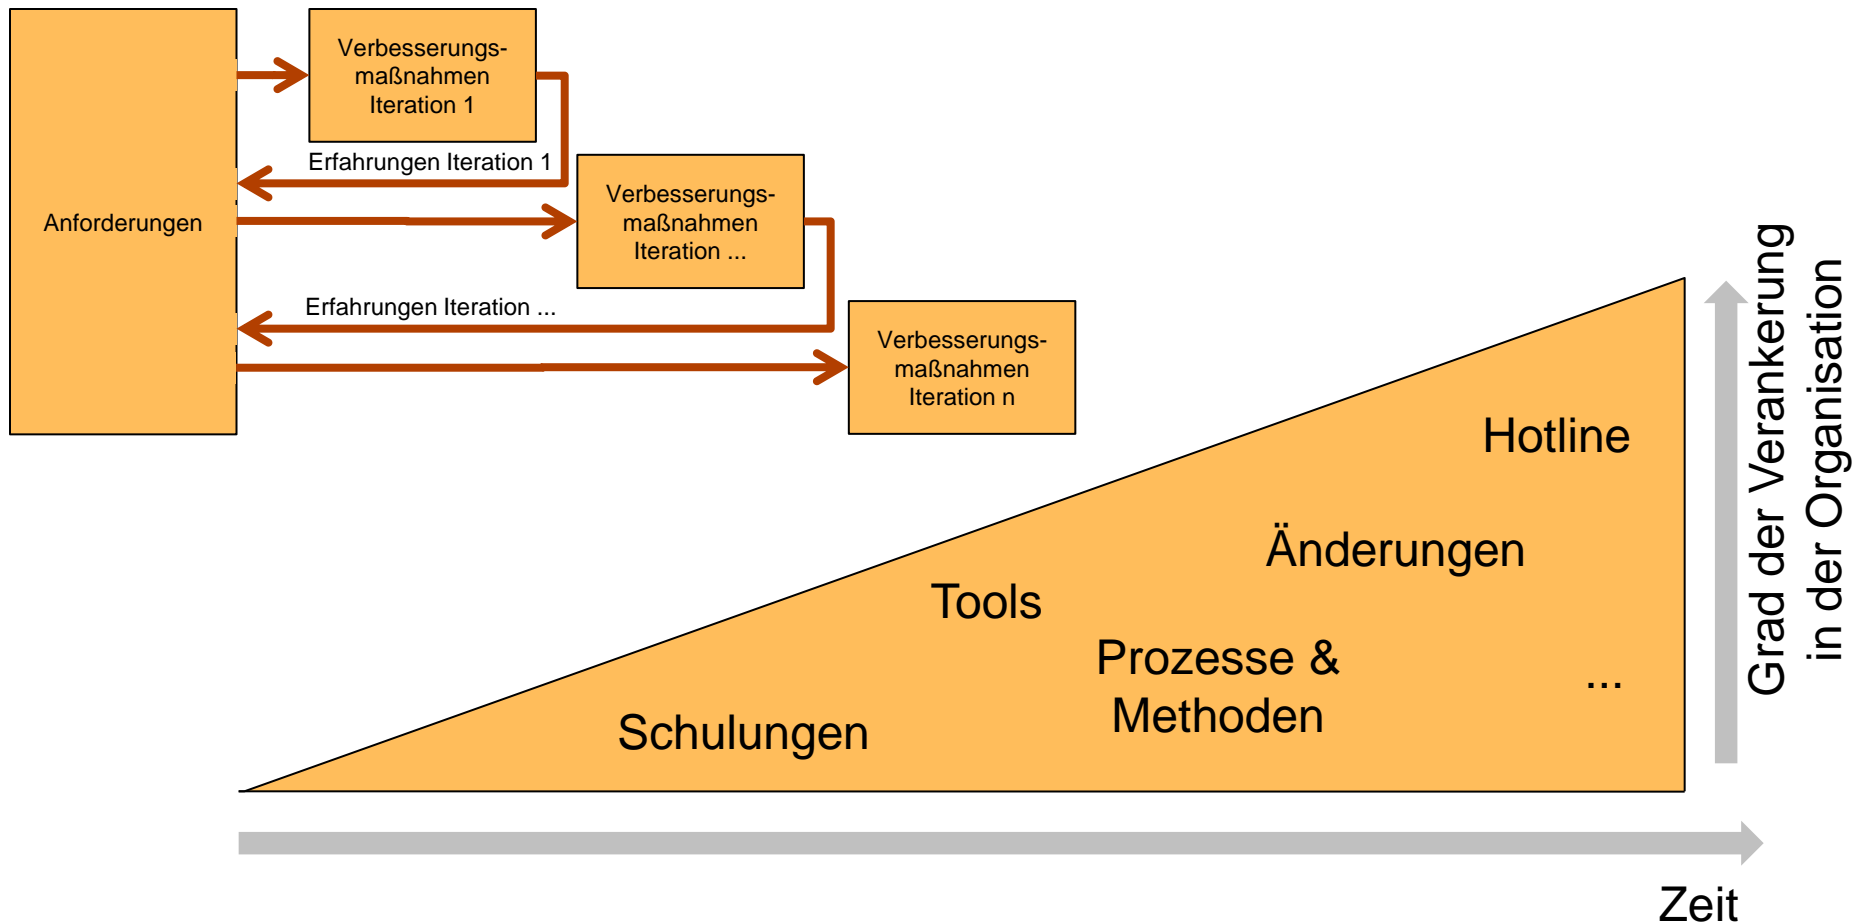 Verbesserungs-
maßnahmen
Iteration 1
Erfahrungen Iteration 1
Anforderungen
Verbesserungs-
maßnahmen
Iteration ...
Erfahrungen Iteration ...
Verbesserungs-
maßnahmen
Iteration n
Hotline
Änderungen
Tools
Prozesse &
Methoden
...
Schulungen
Grad der Verankerung
in der Organisation
Zeit